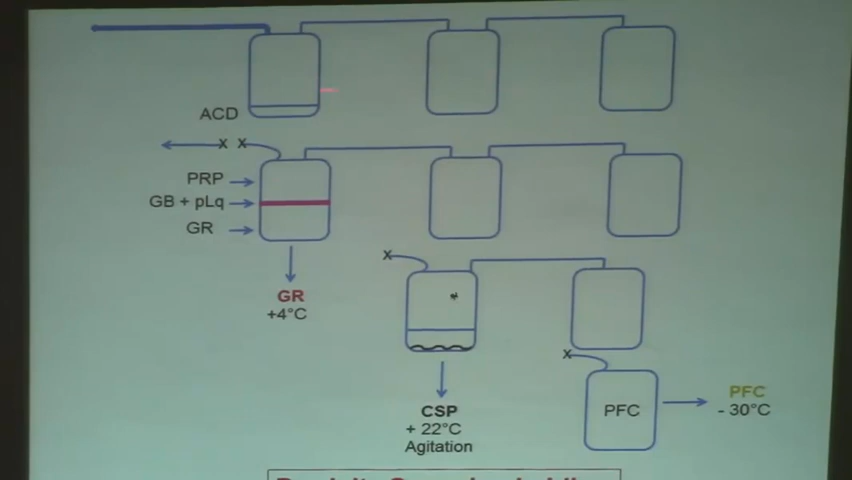 ACD
x x
PRP
GB + pLq
GR
x
GR
+4°C
x
CSP
+ 22°C
Agitation
PFC
PFC
- 30°C